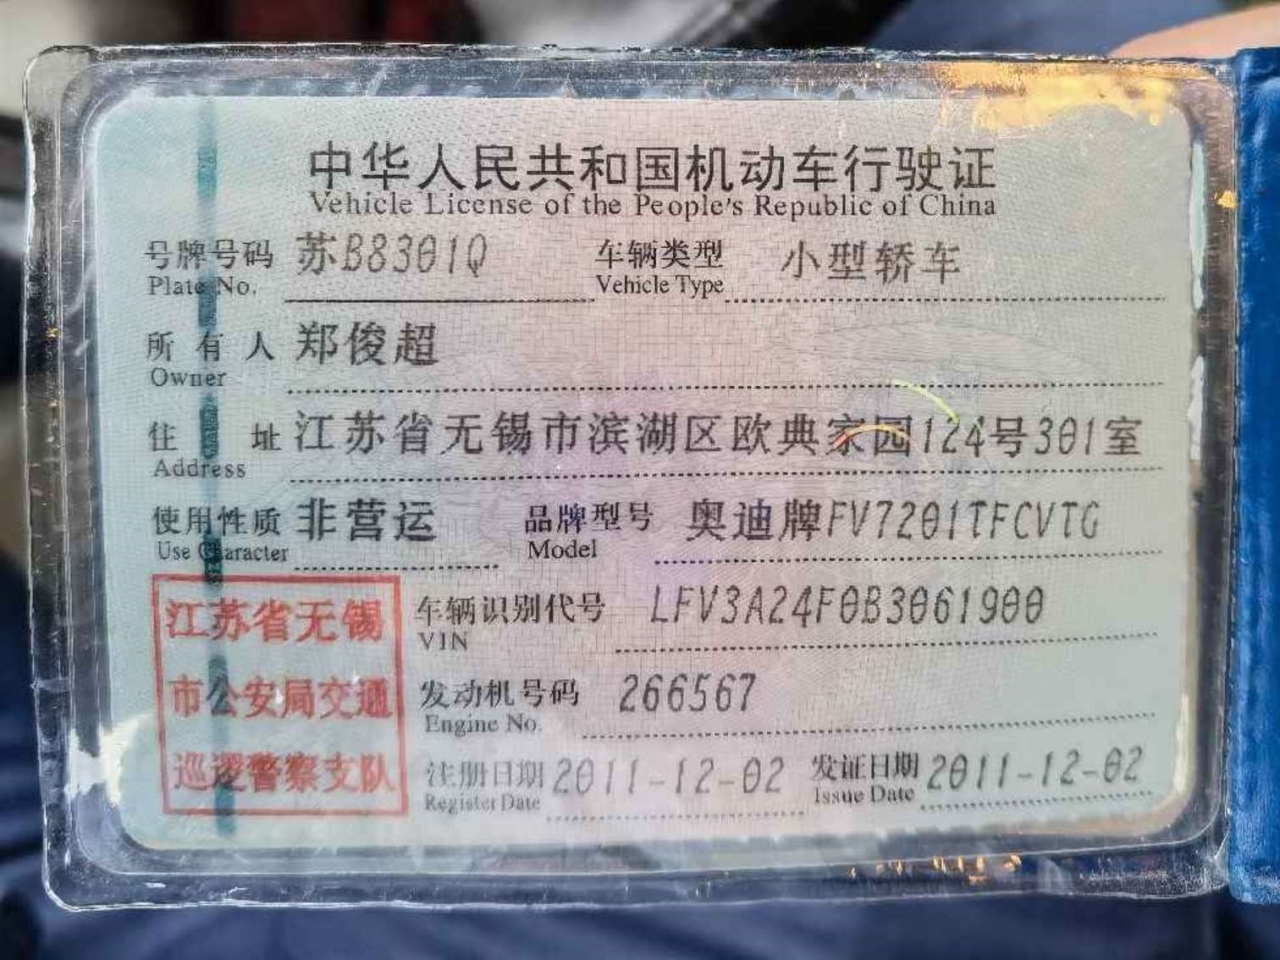 中华人民共和国机动车行驶证
Vehicle License of the People's Republic of China
号牌号码 苏B8301Q 车辆类型 小型轿车
Plate No. Vehicle Type
所有人 郑俊超
Owner
住址 江苏省无锡市滨湖区欧典家园124号301室
Address
使用性质 非营运 品牌型号 奥迪牌FV7201TFCVTG
Use Character Model
江苏省无锡
市公安局交通
巡逻警察支队
车辆识别代号 LFV3A24F0B3061900
VIN
发动机号码 266567
Engine No.
注册日期 2011-12-02 发证日期 2011-12-02
Register Date Issue Date